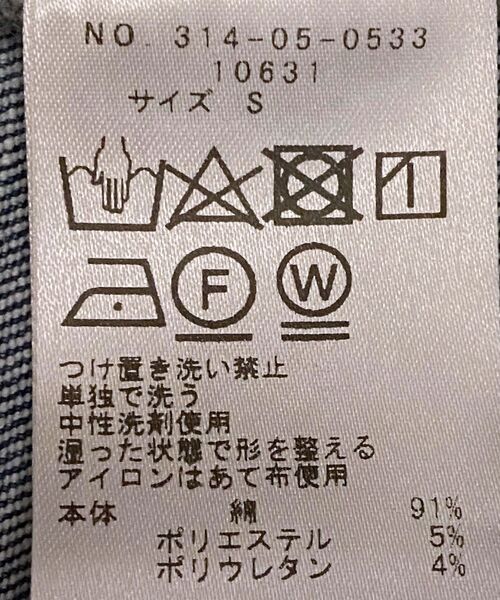 NO. 314-05-0533
10631
サイズ S
F W
つけ置き洗い禁止
単独で洗う
中性洗剤使用
湿った状態で形を整える
アイロンはあて布使用
本体 綿 91%
ポリエステル 5%
ポリウレタン 4%